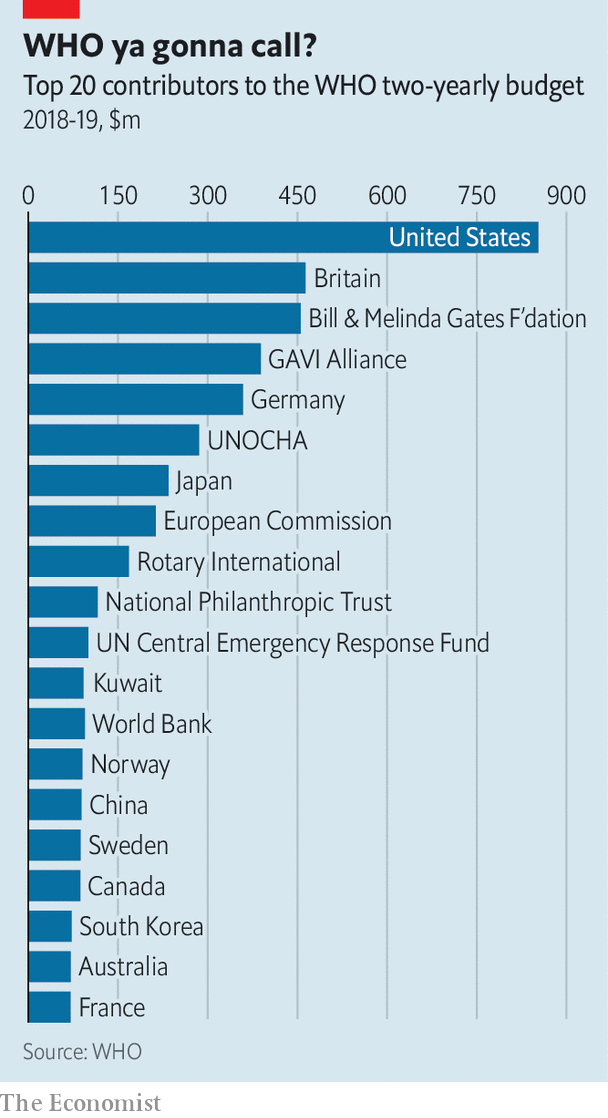 WHO ya gonna call?
Top 20 contributors to the WHO two-yearly budget
2018-19, $m
0 150 300 450 600 750 900
United States
Britain
Bill & Melinda Gates F'dation
GAVI Alliance
Germany
UNOCHA
Japan
European Commission
Rotary International
National Philanthropic Trust
UN Central Emergency Response Fund
Kuwait
World Bank
Norway
China
Sweden
Canada
South Korea
Australia
France
Source: WHO
The Economist